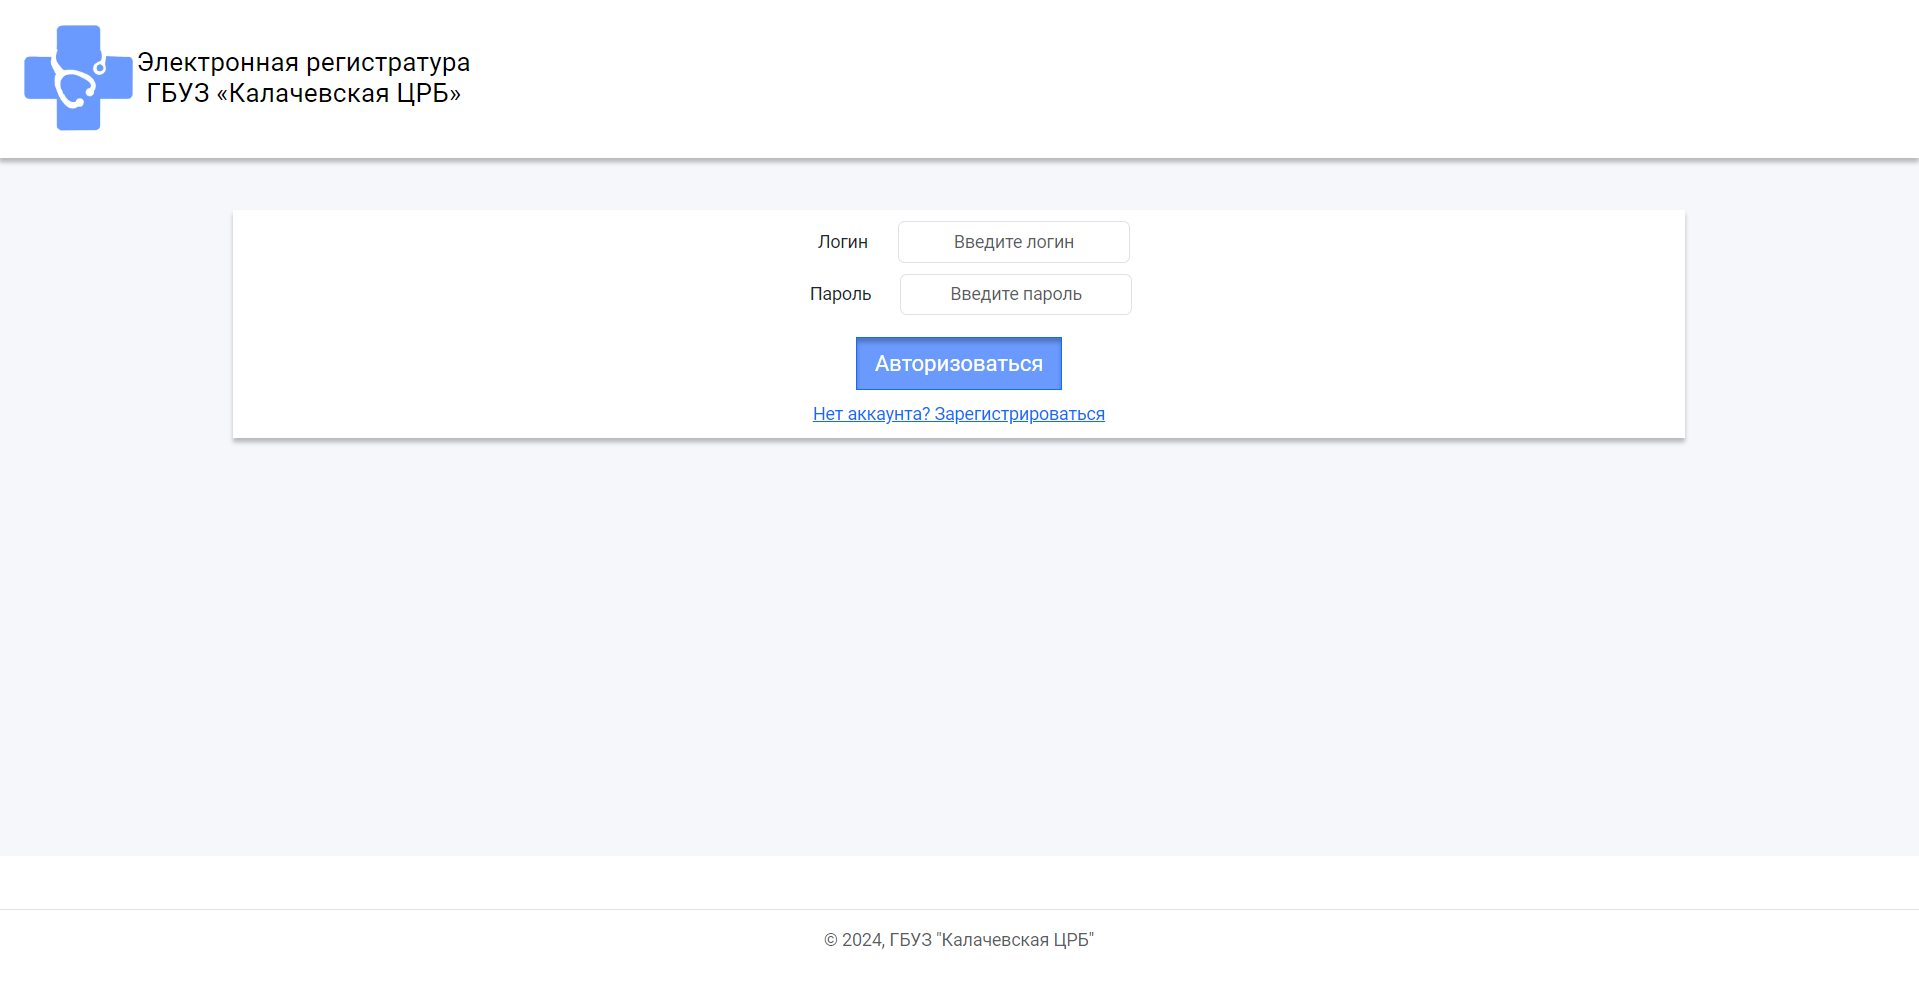 Электронная регистратура
ГБУЗ «Калачевская ЦРБ»
Логин Введите логин
Пароль Введите пароль
Авторизоваться
Нет аккаунта? Зарегистрироваться
© 2024, ГБУЗ "Калачевская ЦРБ"